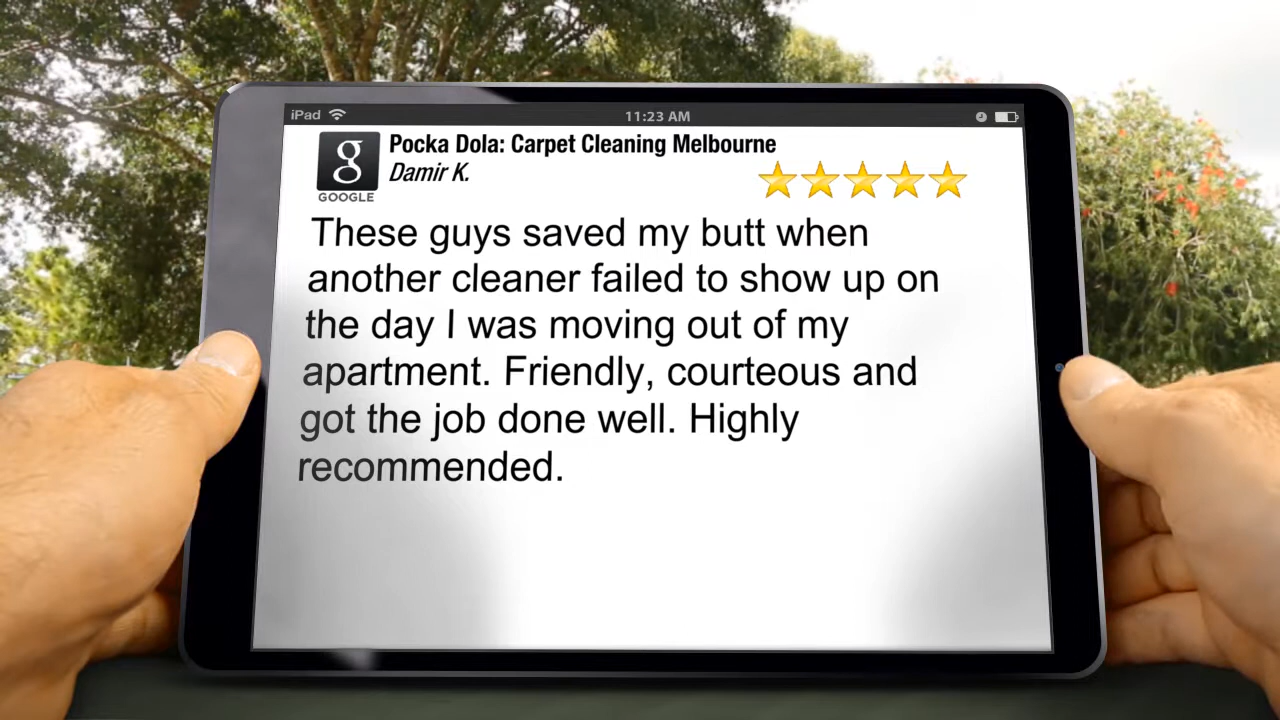 iPad 11:23 AM
g
GOOGLE
Pocka Dola: Carpet Cleaning Melbourne
Damir K.
These guys saved my butt when
another cleaner failed to show up on
the day I was moving out of my
apartment. Friendly, courteous and
got the job done well. Highly
recommended.